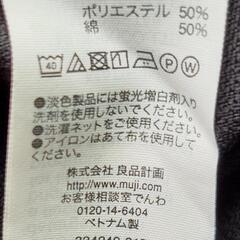 ポリエステル 50%
綿 50%
40 P W
●淡色製品には蛍光増白剤入り
洗剤を使用しないでください。
●洗濯ネットをご使用ください。
●アイロンはあて布を使用して
ください。
株式会社 良品計画
http://www.muji.com/
お客様相談室でんわ
0120-14-6404
ベトナム製